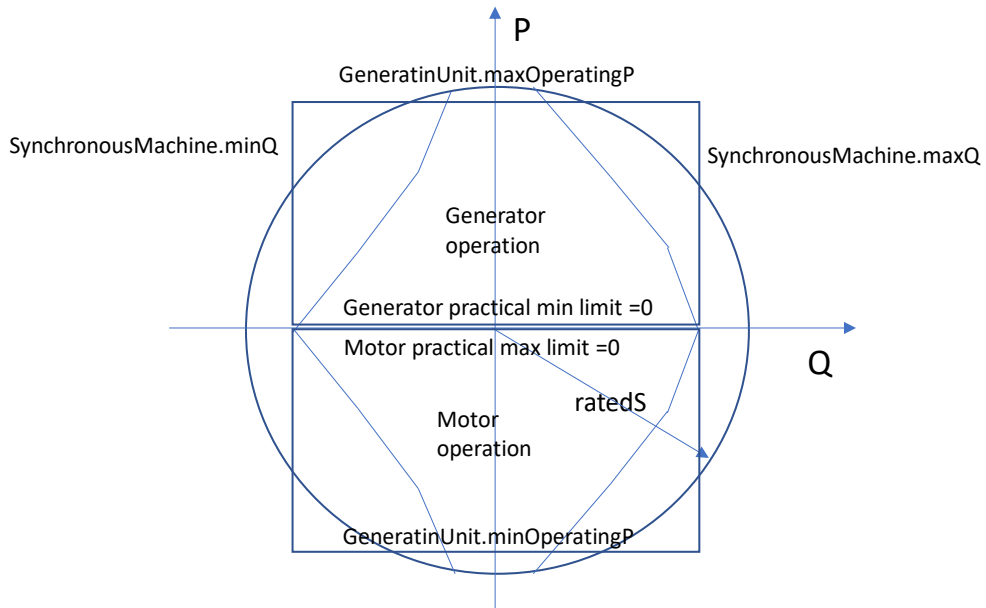 P
GeneratinUnit.maxOperatingP
SynchronousMachine.minQ
SynchronousMachine.maxQ
Generator
operation
Generator practical min limit =0
Motor practical max limit =0
Q
ratedS
Motor
operation
GeneratinUnit.minOperatingP